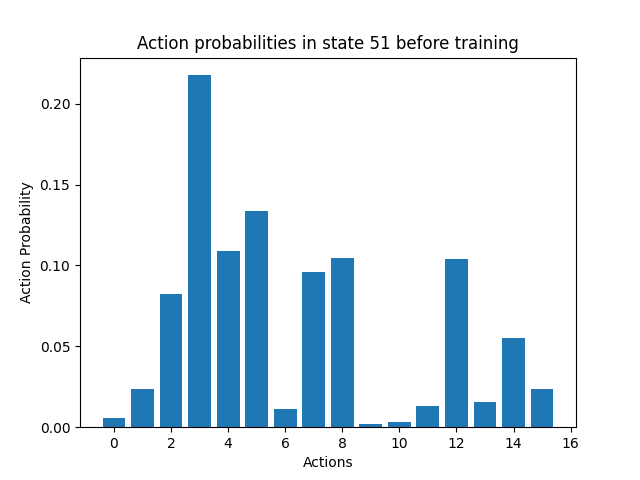 Action probabilities in state 51 before training
0.20
0.15
0.10
0.05
0.00
Action Probability
0 2 4 6 8 10 12 14 16
Actions